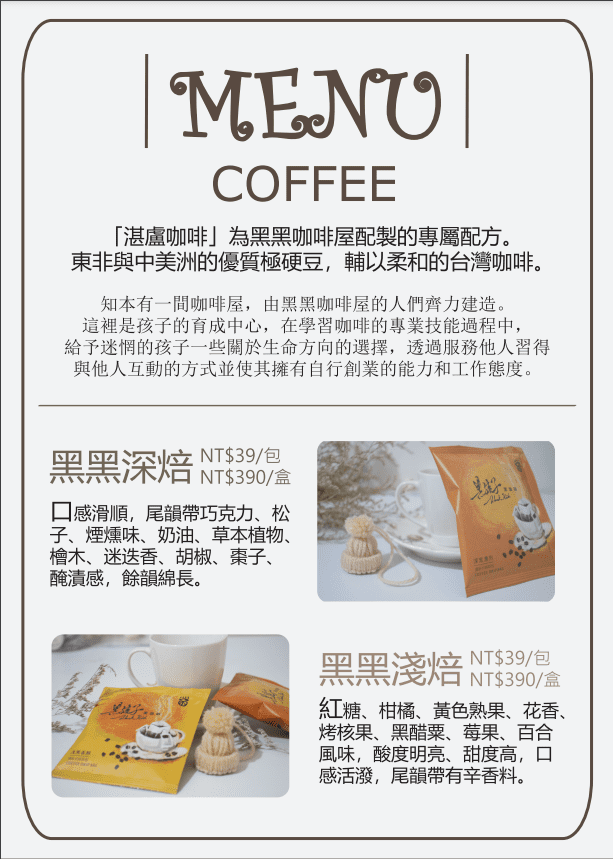 MENU
COFFEE
「湛盧咖啡」為黑黑咖啡屋配製的專屬配方。
東非與中美洲的優質極硬豆，輔以柔和的台灣咖啡。
知本有一間咖啡屋，由黑黑咖啡屋的人們齊力建造。
這裡是孩子的育成中心，在學習咖啡的專業技能過程中，
給予迷惘的孩子一些關於生命方向的選擇，透過服務他人習得
與他人互動的方式並使其擁有自行創業的能力和工作態度。
黑黑深焙 NT$39/包
NT$390/盒
口感滑順，尾韻帶巧克力、松
子、煙燻味、奶油、草本植物、
檜木、迷迭香、胡椒、棗子、
醃漬感，餘韻綿長。
黑黑淺焙 NT$39/包
NT$390/盒
紅糖、柑橘、黃色熟果、花香、
烤核果、黑醋栗、莓果、百合
風味，酸度明亮、甜度高，口
感活潑，尾韻帶有辛香料。